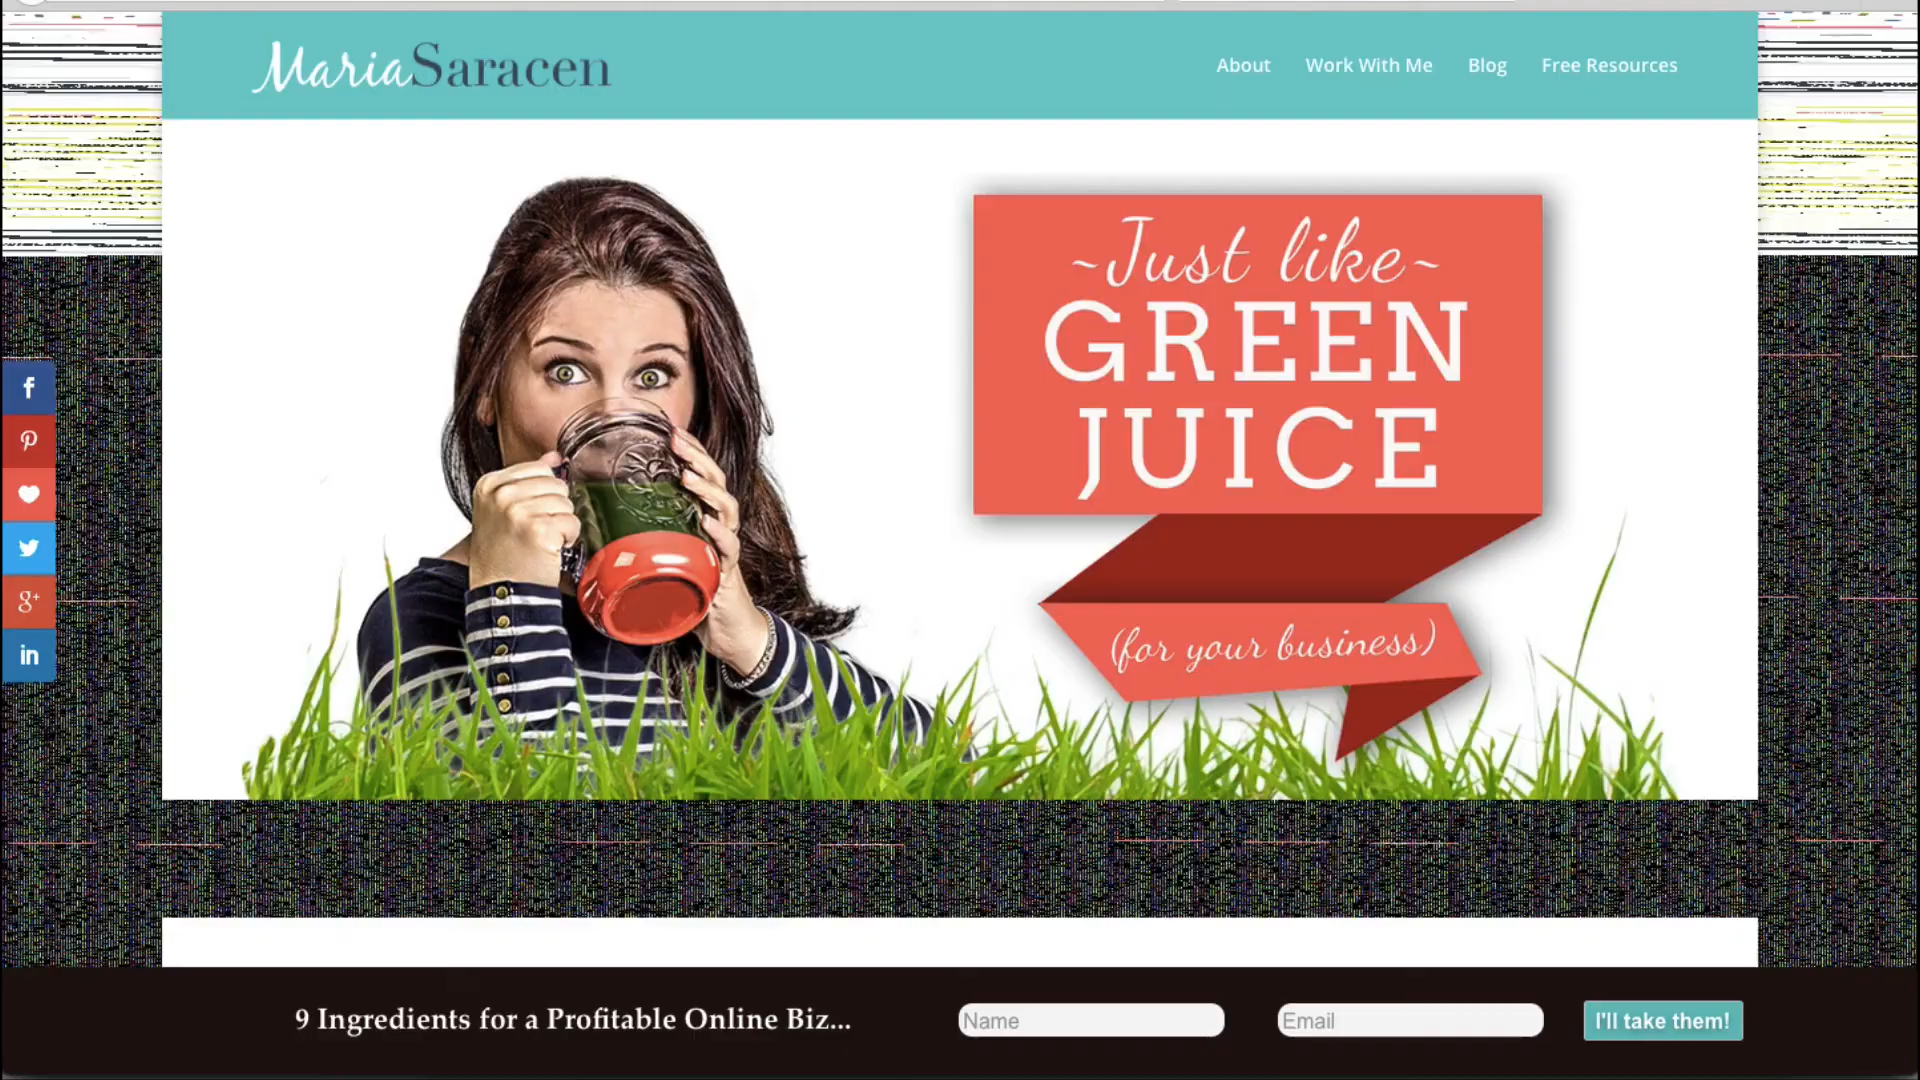 MariaSaracen
About
Work With Me
Blog
Free Resources
~Just like~
GREEN
JUICE
(for your business)
f
g+
in
9 Ingredients for a Profitable Online Biz...
Name
Email
I'll take them!